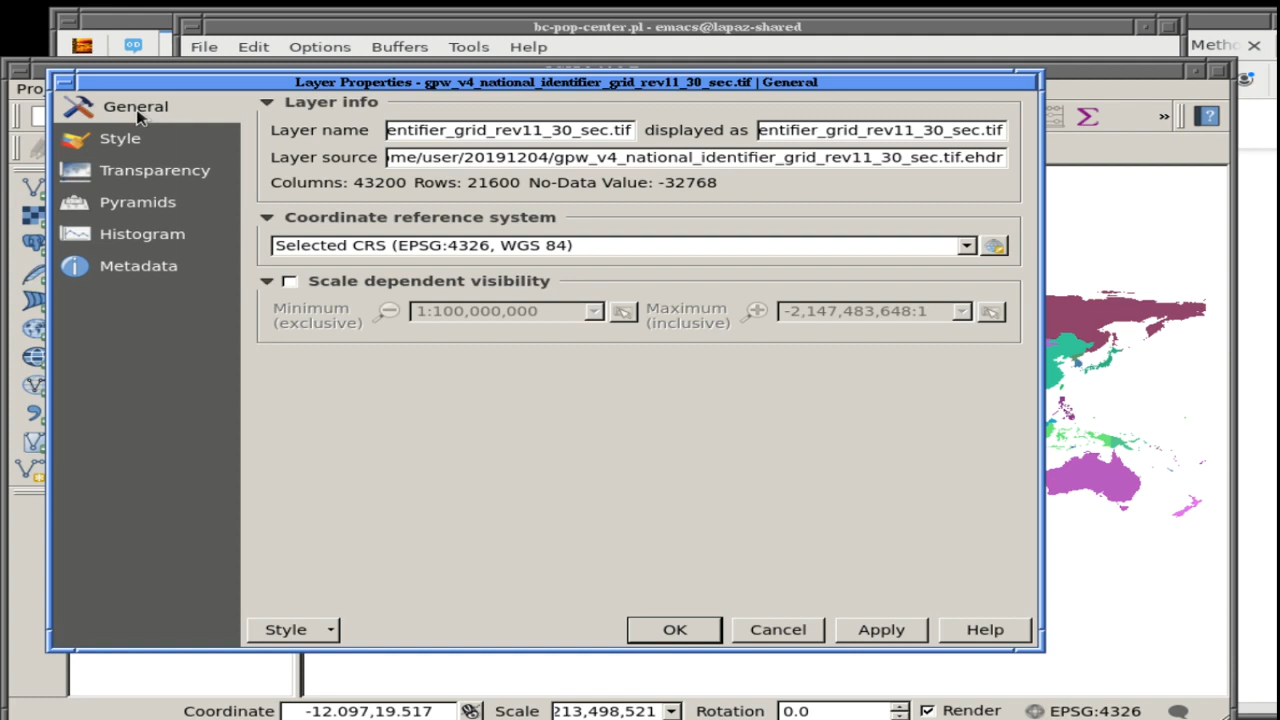 bc-pop-center.pl - emacs@lapaz-shared
File Edit Options Buffers Tools Help
Metho
Layer Properties - gpw_v4_national_identifier_grid_rev11_30_sec.tif | General
Pro
General
Style
Transparency
Pyramids
Histogram
Metadata
Layer info
Layer name entifier_grid_rev11_30_sec.tif displayed as entifier_grid_rev11_30_sec.tif
Layer source me/user/20191204/gpw_v4_national_identifier_grid_rev11_30_sec.tif.ehdr
Columns: 43200 Rows: 21600 No-Data Value: -32768
Coordinate reference system
Selected CRS (EPSG:4326, WGS 84)
Scale dependent visibility
Minimum (exclusive) 1:100,000,000 Maximum (inclusive) -2,147,483,648:1
Style OK Cancel Apply Help
»
Coordinate -12.097,19.517 Scale 213,498,521 Rotation 0.0 Render EPSG:4326